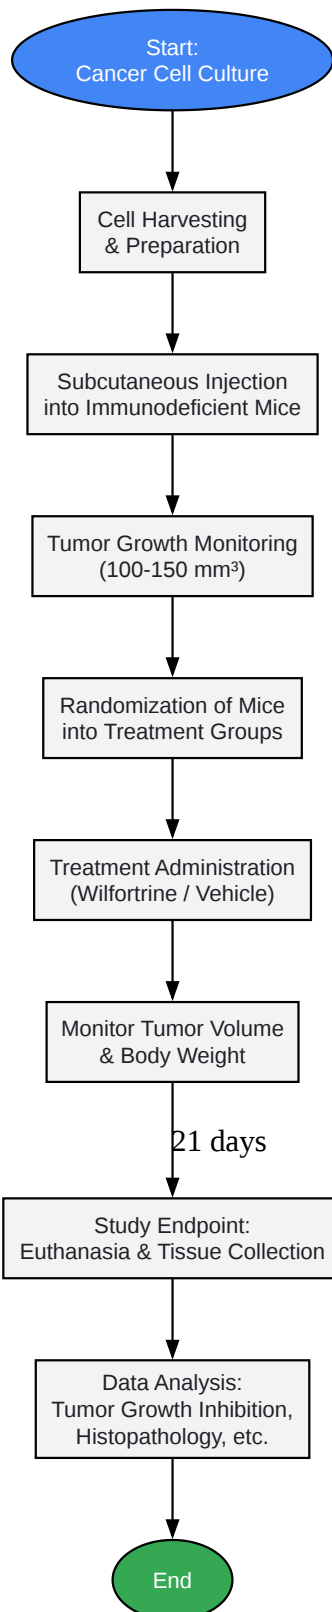 Start:
Cancer Cell Culture
Cell Harvesting
& Preparation
Subcutaneous Injection
into Immunodeficient Mice
Tumor Growth Monitoring
(100-150 mm³)
Randomization of Mice
into Treatment Groups
Treatment Administration
(Wilfortrine / Vehicle)
Monitor Tumor Volume
& Body Weight
21 days
Study Endpoint:
Euthanasia & Tissue Collection
Data Analysis:
Tumor Growth Inhibition,
Histopathology, etc.
End